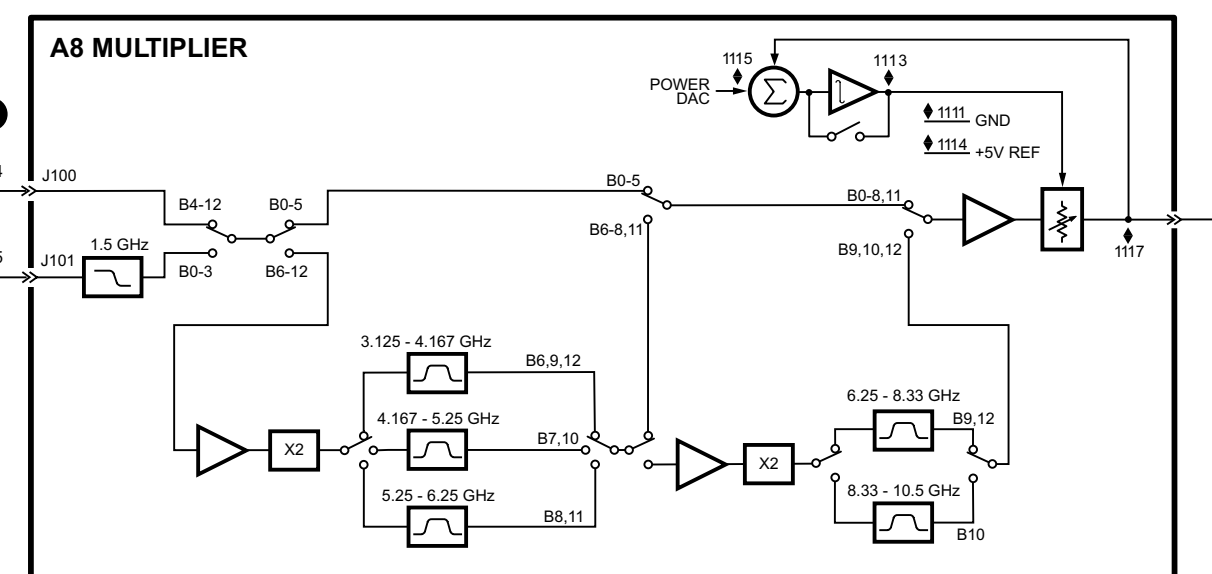 A8 MULTIPLIER
1115
1113
POWER
DAC
Σ
1111 GND
1114 +5V REF
J100
B4-12
B0-5
B0-5
B0-8,11
B6-8,11
B9,10,12
1117
J101
1.5 GHz
B0-3
B6-12
3.125 - 4.167 GHz
B6,9,12
4.167 - 5.25 GHz
B7,10
X2
5.25 - 6.25 GHz
B8,11
6.25 - 8.33 GHz
B9,12
X2
8.33 - 10.5 GHz
B10